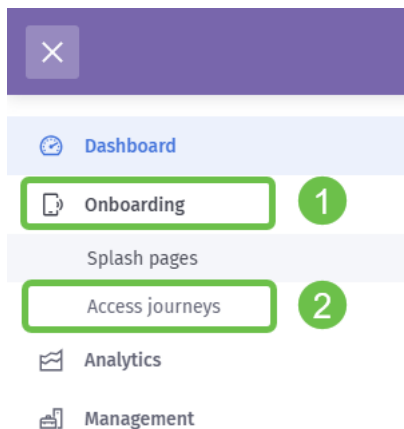 Dashboard
Onboarding 1
Splash pages
Access journeys 2
Analytics
Management